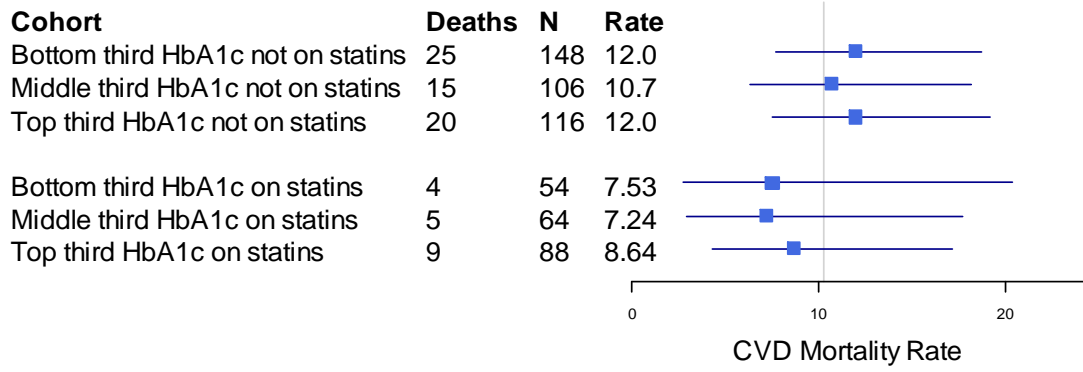 Cohort Deaths N Rate
Bottom third HbA1c not on statins 25 148 12.0
Middle third HbA1c not on statins 15 106 10.7
Top third HbA1c not on statins 20 116 12.0
Bottom third HbA1c on statins 4 54 7.53
Middle third HbA1c on statins 5 64 7.24
Top third HbA1c on statins 9 88 8.64
0 10 20
CVD Mortality Rate